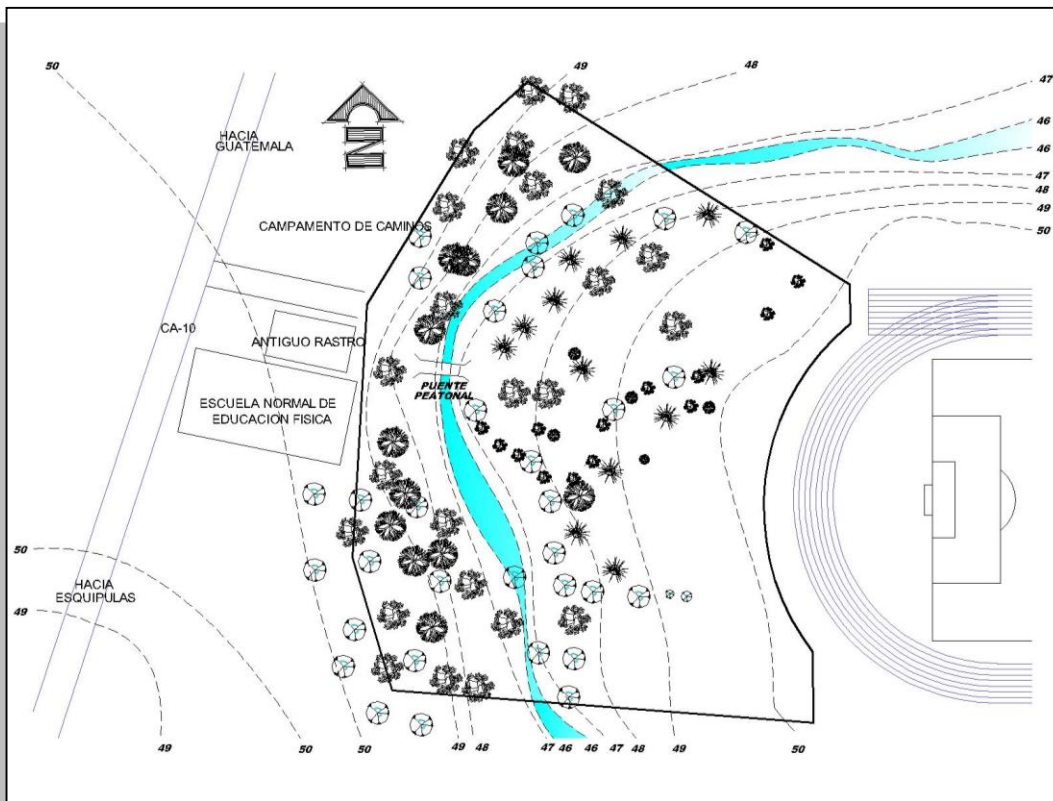 50
49
48
47
46
46
47
48
49
50
N
HACIA
GUATEMALA
CAMPAMENTO DE CAMINOS
CA-10
ANTIGUO RASTRO
ESCUELA NORMAL DE
EDUCACIÓN FISICA
PUENTE
PEATONAL
50
HACIA
ESQUIPULAS
49
49
50
50
49
48
47
46
46
47
48
49
50